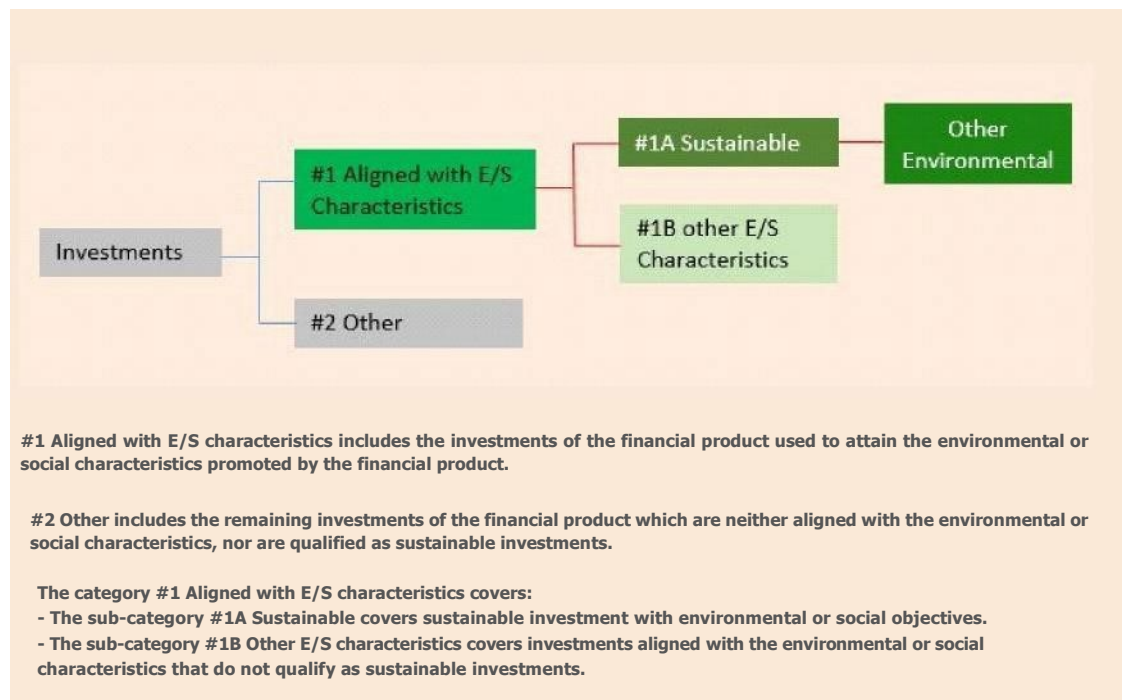 Other
Environmental
#1A Sustainable
#1 Aligned with E/S
Characteristics
#1B other E/S
Characteristics
Investments
#2 Other
#1 Aligned with E/S characteristics includes the investments of the financial product used to attain the environmental or
social characteristics promoted by the financial product.
#2 Other includes the remaining investments of the financial product which are neither aligned with the environmental or
social characteristics, nor are qualified as sustainable investments.
The category #1 Aligned with E/S characteristics covers:
- The sub-category #1A Sustainable covers sustainable investment with environmental or social objectives.
- The sub-category #1B Other E/S characteristics covers investments aligned with the environmental or social
characteristics that do not qualify as sustainable investments.